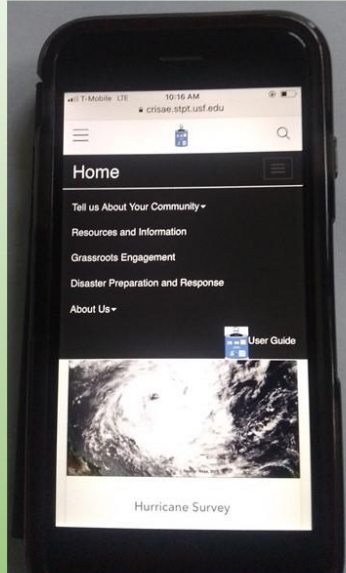 T-Mobile LTE 10:16 AM
crisae.stpt.usf.edu
Home
Tell us About Your Community
Resources and Information
Grassroots Engagement
Disaster Preparation and Response
About Us
User Guide
Hurricane Survey